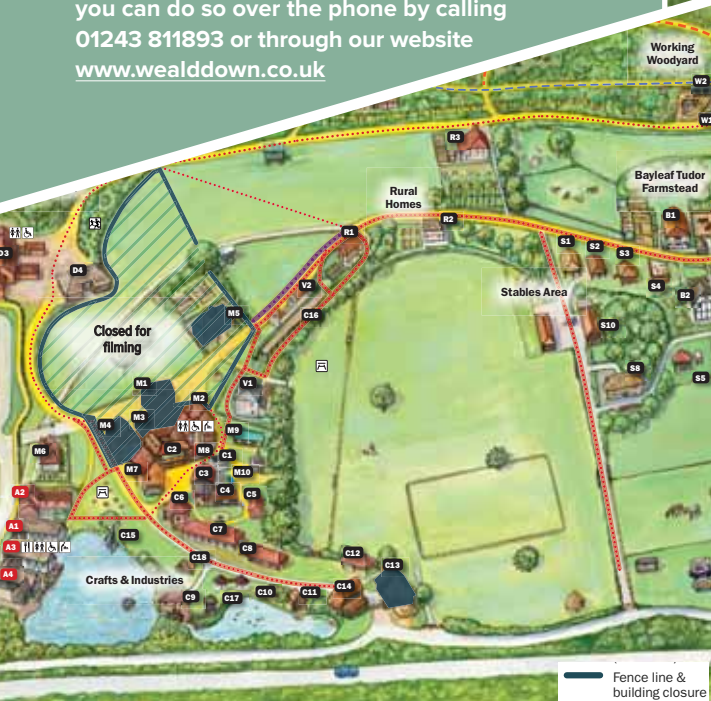 you can do so over the phone by calling
01243 811893 or through our website
www.wealddown.co.uk
Working
Woodyard
W2
W1
R3
Rural
Homes
Bayleaf Tudor
Farmstead
R1
R2
B1
S1
S2
S3
S4
B2
D3
D4
V2
C16
Stables Area
S10
M5
Closed for
filming
S8
S5
M1
M2
V1
M3
M4
M9
M6
C2
M8
C1
M7
C3
M10
A2
C6
C4
C5
A1
C15
C7
A3
C18
C8
C12
C13
A4
Crafts & Industries
C9
C17
C10
C11
C14
Fence line &
building closure